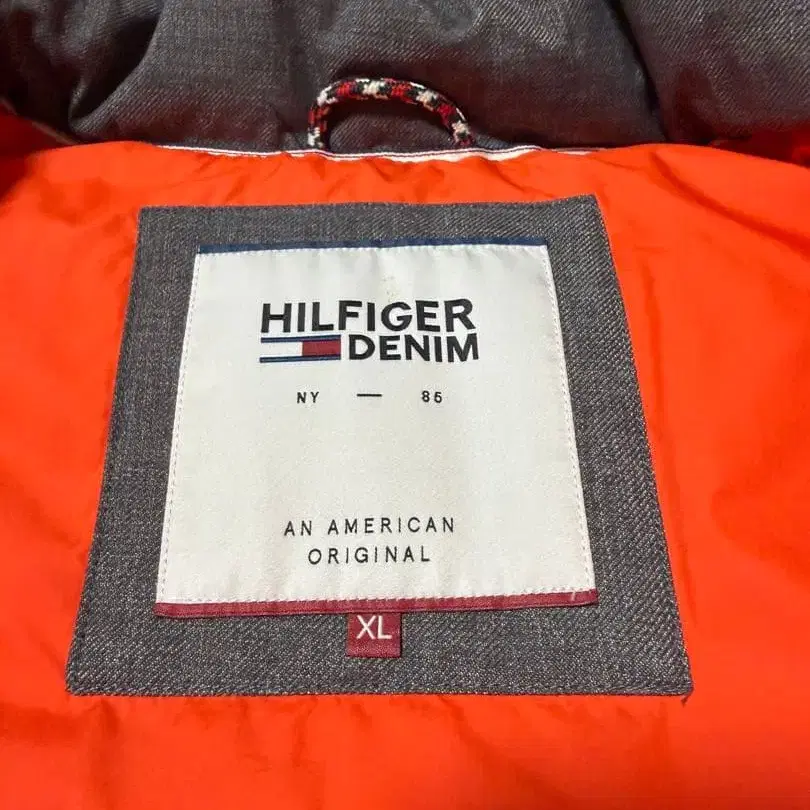 HILFIGER
DENIM
NY — 85
AN AMERICAN
ORIGINAL
XL